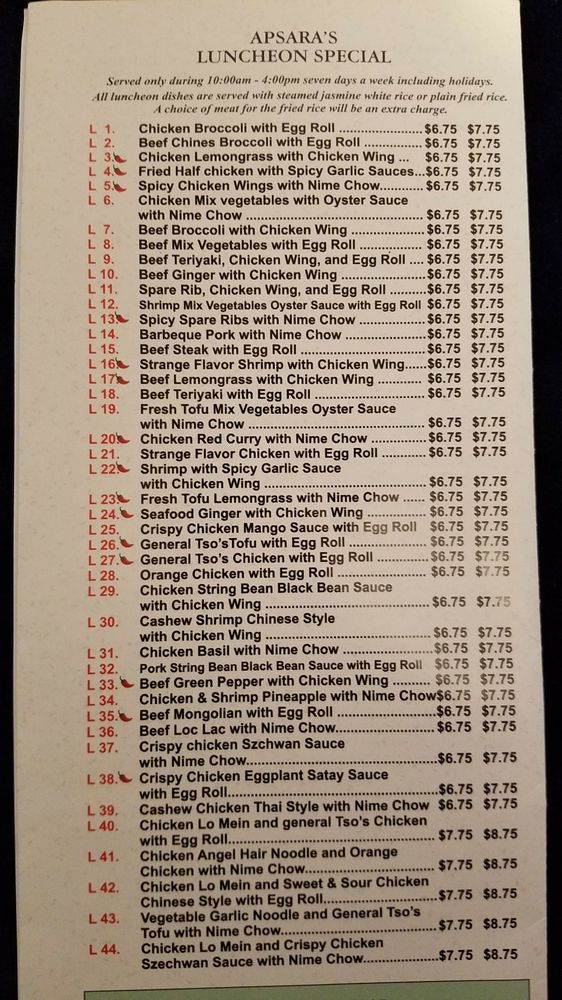 APSARA'S
LUNCHEON SPECIAL
Served only during 10:00am - 4:00pm seven days a week including holidays.
All luncheon dishes are served with steamed jasmine white rice or plain fried rice.
A choice of meat for the fried rice will be an extra charge.
L 1. Chicken Broccoli with Egg Roll ..................... $6.75 $7.75
L 2. Beef Chines Broccoli with Egg Roll ............... $6.75 $7.75
L 3. Chicken Lemongrass with Chicken Wing ... $6.75 $7.75
L 4. Fried Half chicken with Spicy Garlic Sauces...$6.75 $7.75
L 5. Spicy Chicken Wings with Nime Chow........... $6.75 $7.75
L 6. Chicken Mix vegetables with Oyster Sauce
with Nime Chow ............................................ $6.75 $7.75
L 7. Beef Broccoli with Chicken Wing ................... $6.75 $7.75
L 8. Beef Mix Vegetables with Egg Roll ................ $6.75 $7.75
L 9. Beef Teriyaki, Chicken Wing, and Egg Roll .... $6.75 $7.75
L 10. Beef Ginger with Chicken Wing ..................... $6.75 $7.75
L 11. Spare Rib, Chicken Wing, and Egg Roll ..........$6.75 $7.75
L 12. Shrimp Mix Vegetables Oyster Sauce with Egg Roll $6.75 $7.75
L 13. Spicy Spare Ribs with Nime Chow .................$6.75 $7.75
L 14. Barbeque Pork with Nime Chow ....................$6.75 $7.75
L 15. Beef Steak with Egg Roll ...............................$6.75 $7.75
L 16. Strange Flavor Shrimp with Chicken Wing......$6.75 $7.75
L 17. Beef Lemongrass with Chicken Wing ........... $6.75 $7.75
L 18. Beef Teriyaki with Egg Roll ........................... $6.75 $7.75
L 19. Fresh Tofu Mix Vegetables Oyster Sauce
with Nime Chow ............................................ $6.75 $7.75
L 20. Chicken Red Curry with Nime Chow .............$6.75 $7.75
L 21. Strange Flavor Chicken with Egg Roll ........... $6.75 $7.75
L 22. Shrimp with Spicy Garlic Sauce
with Chicken Wing ........................................ $6.75 $7.75
L 23. Fresh Tofu Lemongrass with Nime Chow ...... $6.75 $7.75
L 24. Seafood Ginger with Chicken Wing ............... $6.75 $7.75
L 25. Crispy Chicken Mango Sauce with Egg Roll $6.75 $7.75
L 26. General Tso'sTofu with Egg Roll .................... $6.75 $7.75
L 27. General Tso's Chicken with Egg Roll ............. $6.75 $7.75
L 28. Orange Chicken with Egg Roll ...................... $6.75 $7.75
L 29. Chicken String Bean Black Bean Sauce
with Chicken Wing ........................................ $6.75 $7.75
L 30. Cashew Shrimp Chinese Style
with Chicken Wing ........................................ $6.75 $7.75
L 31. Chicken Basil with Nime Chow ......................$6.75 $7.75
L 32. Pork String Bean Black Bean Sauce with Egg Roll $6.75 $7.75
L 33. Beef Green Pepper with Chicken Wing ......... $6.75 $7.75
L 34. Chicken & Shrimp Pineapple with Nime Chow$6.75 $7.75
L 35. Beef Mongolian with Egg Roll ........................$6.75 $7.75
L 36. Beef Loc Lac with Nime Chow........................$6.75 $7.75
L 37. Crispy chicken Szchwan Sauce
with Nime Chow..............................................$6.75 $7.75
L 38. Crispy Chicken Eggplant Satay Sauce
with Egg Roll...................................................$6.75 $7.75
L 39. Cashew Chicken Thai Style with Nime Chow $6.75 $7.75
L 40. Chicken Lo Mein and general Tso's Chicken
with Egg Roll................................................... $7.75 $8.75
L 41. Chicken Angel Hair Noodle and Orange
Chicken with Nime Chow................................ $7.75 $8.75
L 42. Chicken Lo Mein and Sweet & Sour Chicken
Chinese Style with Egg Roll............................$7.75 $8.75
L 43. Vegetable Garlic Noodle and General Tso's
Tofu with Nime Chow......................................$7.75 $8.75
L 44. Chicken Lo Mein and Crispy Chicken
Szechwan Sauce with Nime Chow..................$7.75 $8.75